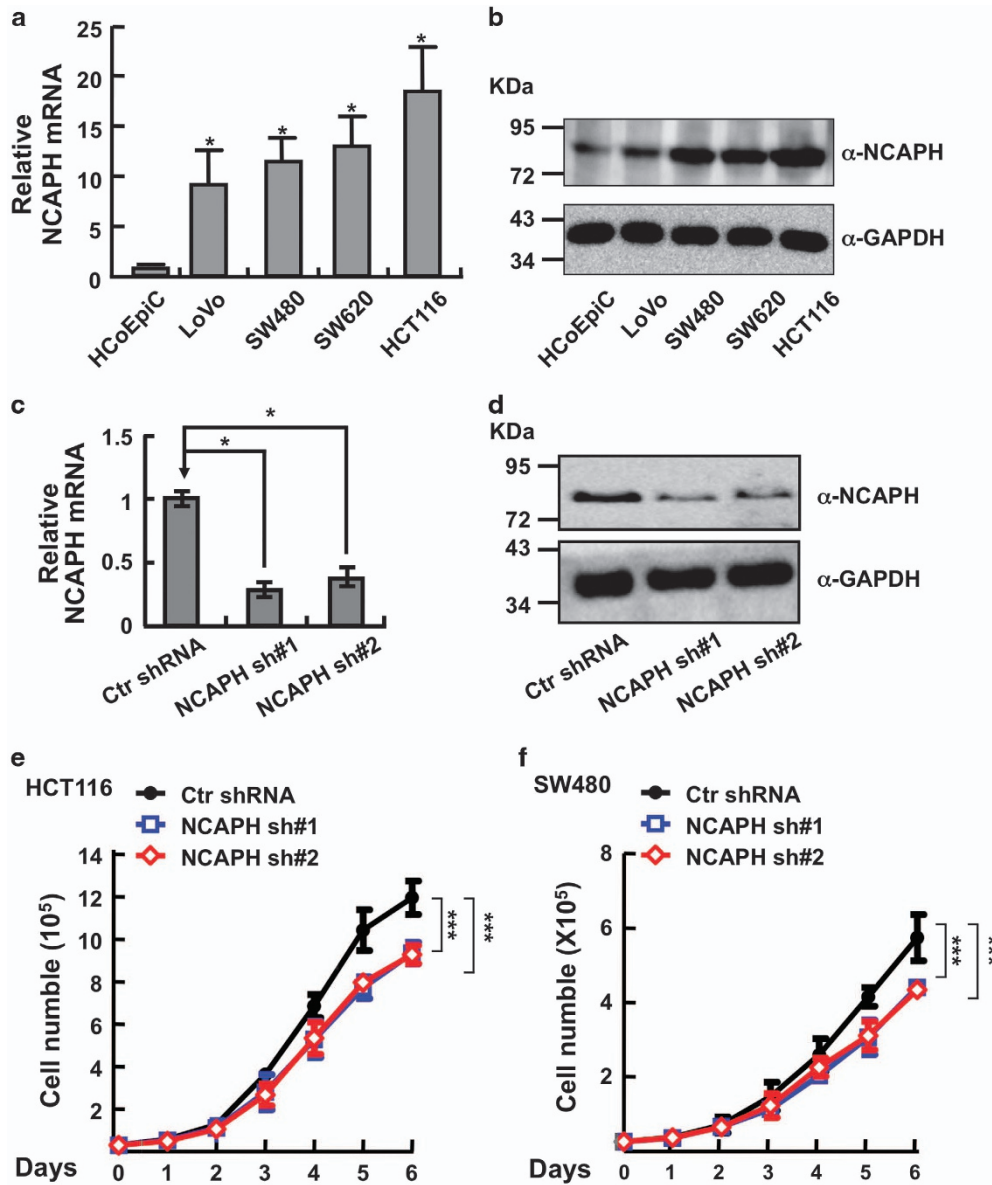 a
Relative
NCAPH mRNA
30
25
20
15
10
5
0
*
*
*
*
HCoEpiC
LoVo
SW480
SW620
HCT116
b
KDa
95
72
α-NCAPH
43
34
α-GAPDH
HCoEpiC
LoVo
SW480
SW620
HCT116
c
Relative
NCAPH mRNA
1.5
1
0.5
0
*
*
Ctr shRNA
NCAPH sh#1
NCAPH sh#2
d
KDa
95
72
α-NCAPH
43
34
α-GAPDH
Ctr shRNA
NCAPH sh#1
NCAPH sh#2
e
HCT116
Ctr shRNA
NCAPH sh#1
NCAPH sh#2
Cell numble (10⁵)
14
12
10
8
6
4
2
***
***
Days
0 1 2 3 4 5 6
f
SW480
Ctr shRNA
NCAPH sh#1
NCAPH sh#2
Cell numble (X10⁵)
8
6
4
2
***
***
Days
0 1 2 3 4 5 6